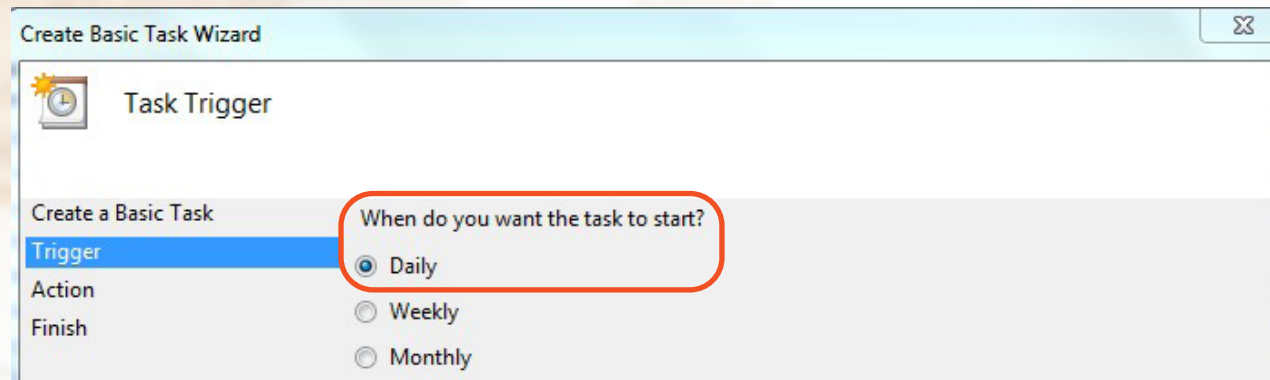 Create Basic Task Wizard
Task Trigger
Create a Basic Task
Trigger
Action
Finish
When do you want the task to start?
Daily
Weekly
Monthly